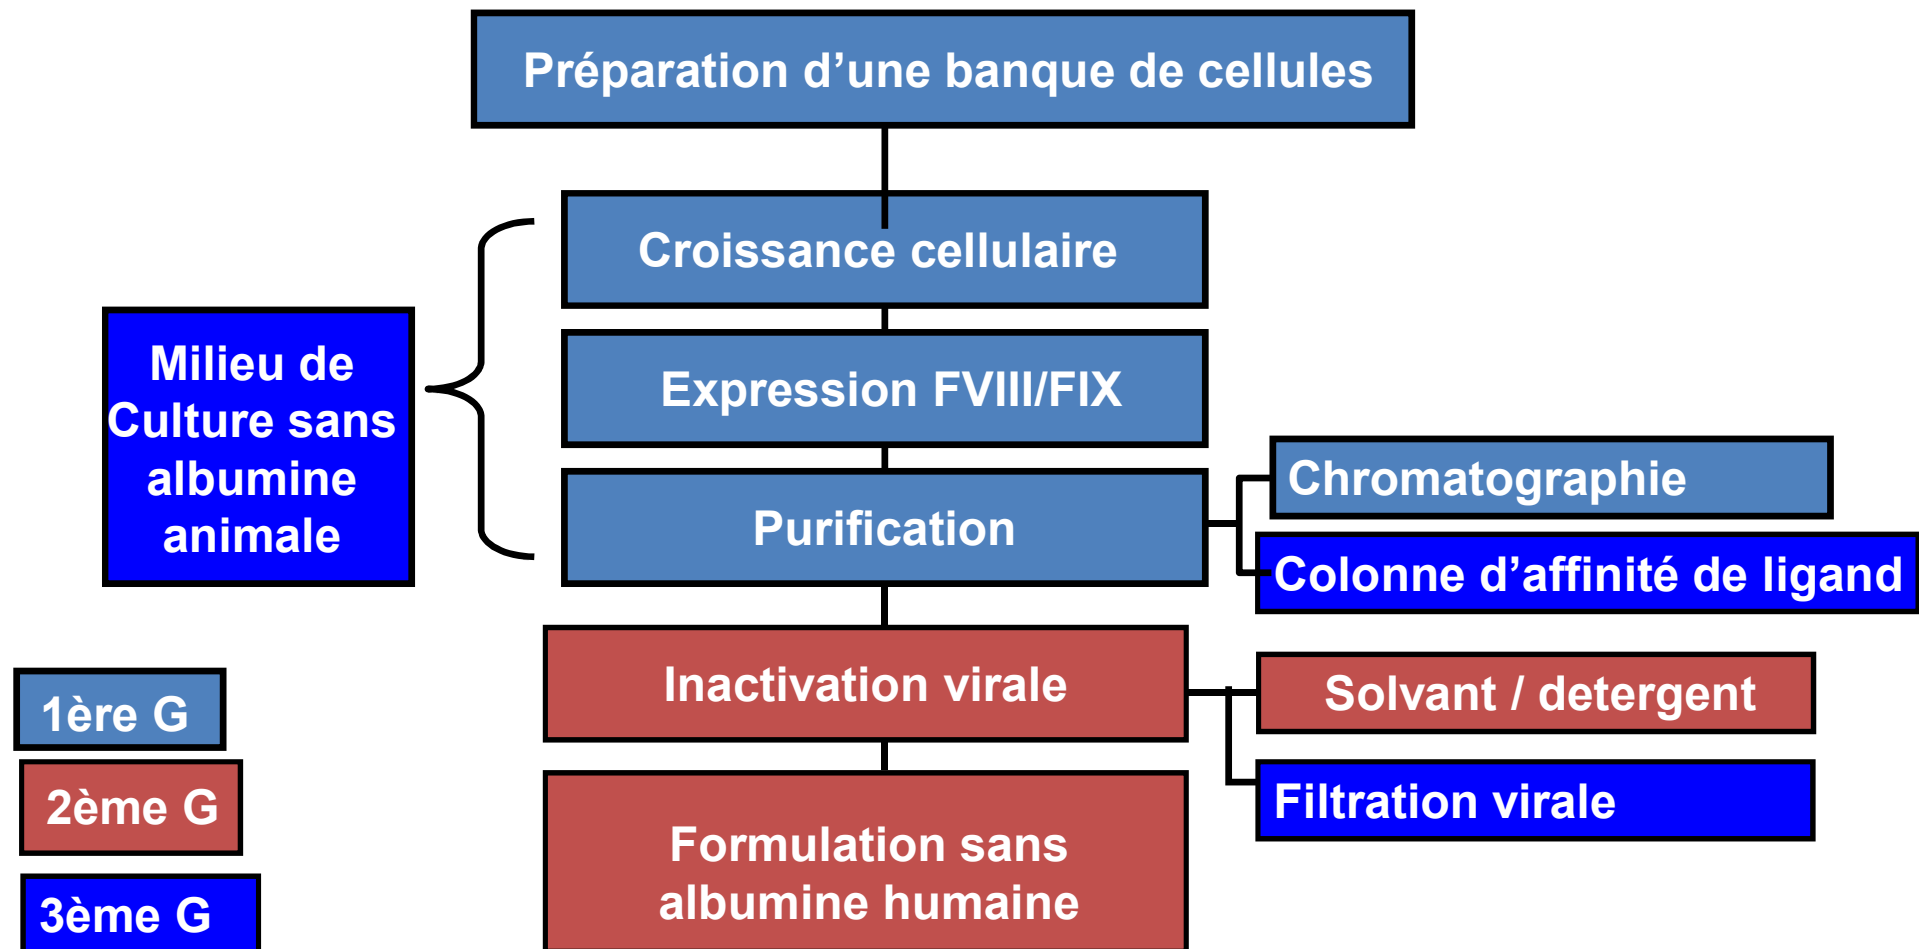 Préparation d’une banque de cellules
Croissance cellulaire
Milieu de
Culture sans
albumine
animale
Expression FVIII/FIX
Purification
Chromatographie
Colonne d’affinité de ligand
Inactivation virale
Solvant / detergent
Filtration virale
Formulation sans
albumine humaine
1ère G
2ème G
3ème G